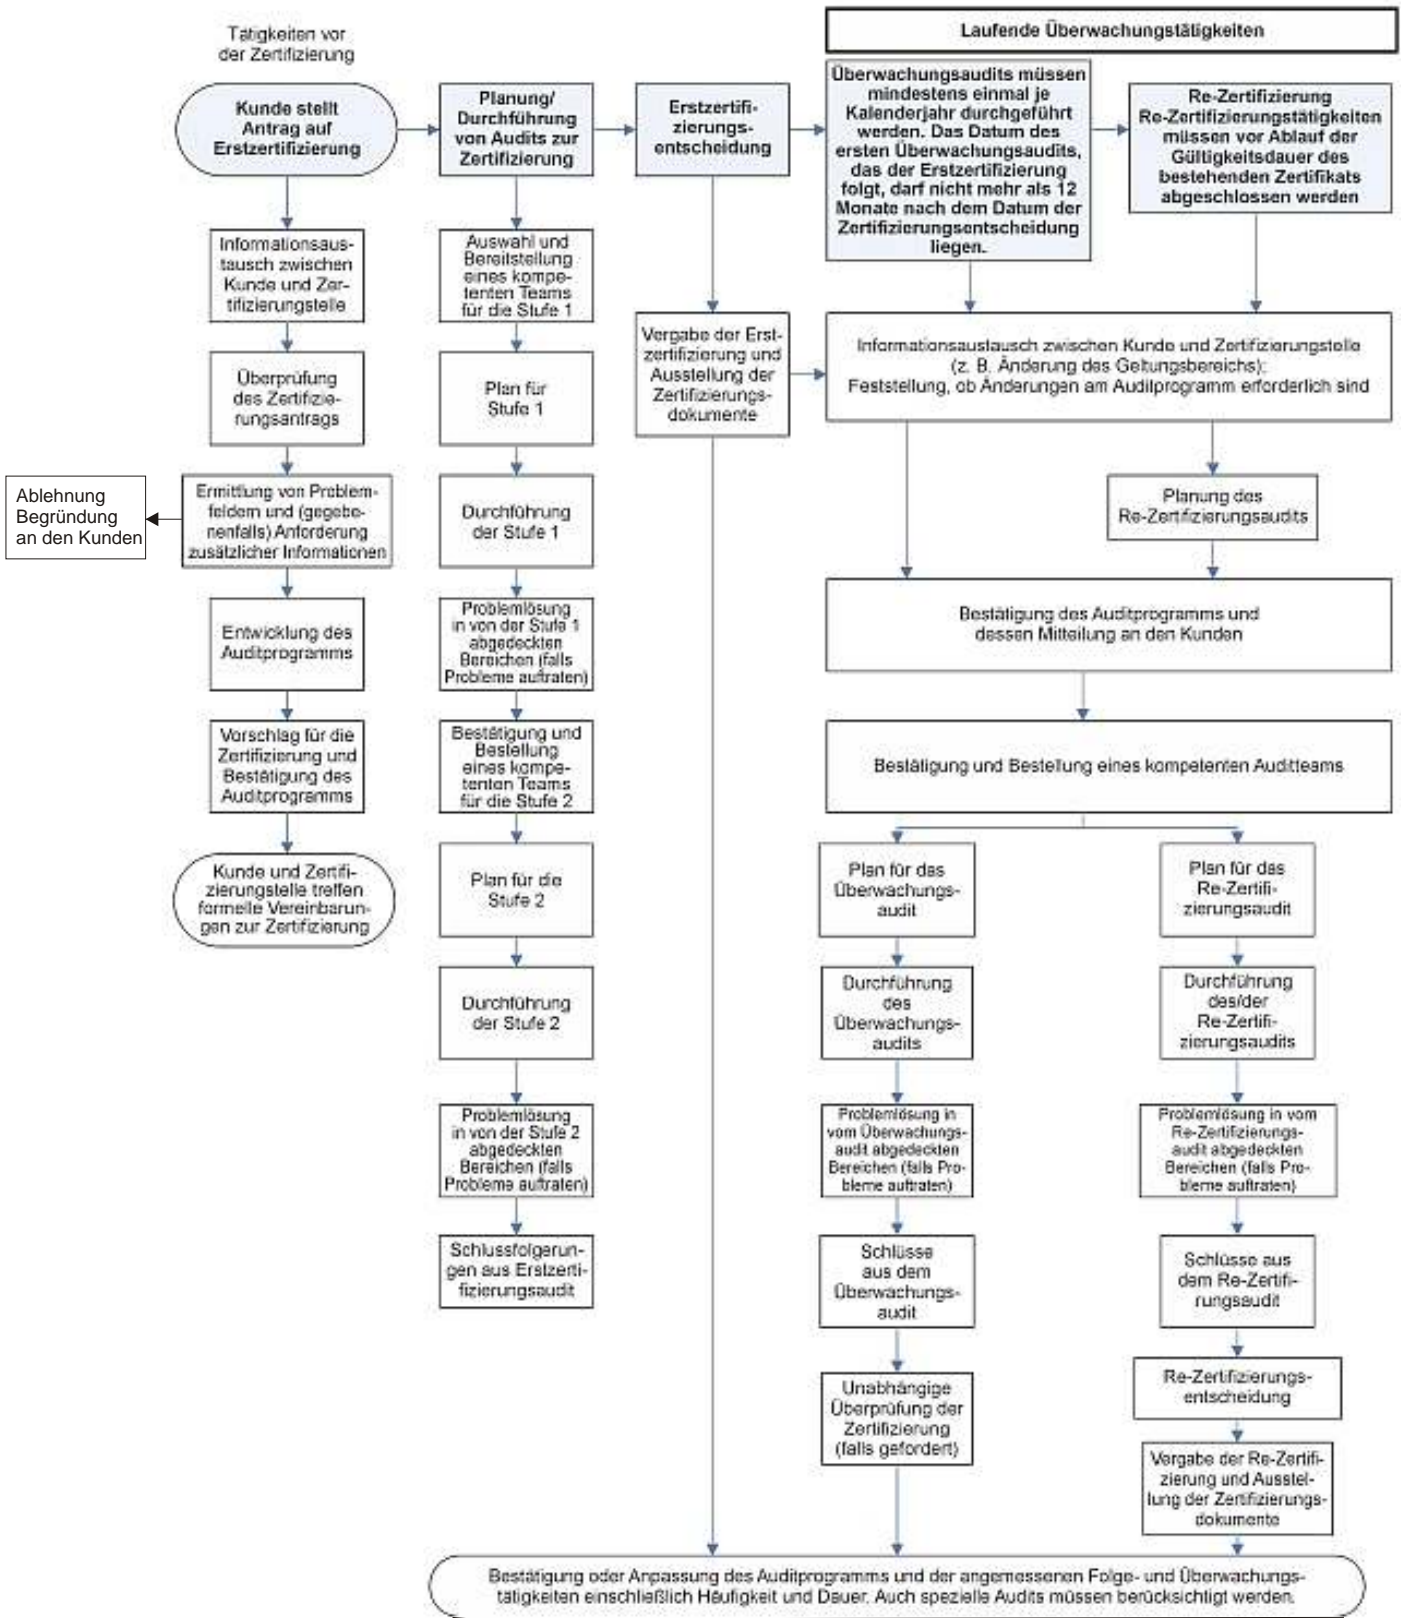 Tätigkeiten vor
der Zertifizierung
Kunde stellt
Antrag auf
Erstzertifizierung
Informationsaus-
tausch zwischen
Kunde und Zer-
tifizierungstelle
Überprüfung
des Zertifizie-
rungsantrags
Ermittlung von Problem-
feldern und (gegebe-
nenfalls) Anforderung
zusätzlicher Informationen
Ablehnung
Begründung
an den Kunden
Entwicklung des
Auditprogramms
Vorschlag für die
Zertifizierung und
Bestätigung des
Auditprogramms
Kunde und Zertifi-
zierungstelle treffen
formelle Vereinbarun-
gen zur Zertifizierung
Planung/
Durchführung
von Audits zur
Zertifizierung
Auswahl und
Bereitstellung
eines kompe-
tenten Teams
für die Stufe 1
Plan für
Stufe 1
Durchführung
der Stufe 1
Problemlösung
in von der Stufe 1
abgedeckten
Bereichen (falls
Probleme auftraten)
Bestätigung und
Bestellung
eines kompe-
tenten Teams
für die Stufe 2
Plan für die
Stufe 2
Durchführung
der Stufe 2
Problemlösung
in von der Stufe 2
abgedeckten
Bereichen (falls
Probleme auftraten)
Schlussfolgerun-
gen aus Erstzerti-
fizierungsaudit
Erstzertifi-
zierungs-
entscheidung
Vergabe der Erst-
zertifizierung und
Ausstellung der
Zertifizierungs-
dokumente
Laufende Überwachungstätigkeiten
Überwachungsaudits müssen
mindestens einmal je
Kalenderjahr durchgeführt
werden. Das Datum des
ersten Überwachungsaudits,
das der Erstzertifizierung
folgt, darf nicht mehr als 12
Monate nach dem Datum der
Zertifizierungsentscheidung
liegen.
Re-Zertifizierung
Re-Zertifizierungstätigkeiten
müssen vor Ablauf der
Gültigkeitsdauer des
bestehenden Zertifikats
abgeschlossen werden
Informationsaustausch zwischen Kunde und Zertifizierungstelle
(z. B. Änderung des Geltungsbereichs);
Feststellung, ob Änderungen am Auditprogramm erforderlich sind
Planung des
Re-Zertifizierungsaudits
Bestätigung des Auditprogramms und
dessen Mitteilung an den Kunden
Bestätigung und Bestellung eines kompetenten Auditteams
Plan für das
Überwachungs-
audit
Durchführung
des
Überwachungs-
audits
Problemlösung in
vom Überwachungs-
audit abgedeckten
Bereichen (falls Pro-
bleme auftraten)
Schlüsse
aus dem
Überwachungs-
audit
Unabhängige
Überprüfung der
Zertifizierung
(falls gefordert)
Plan für das
Re-Zertifi-
zierungsaudit
Durchführung
des/der
Re-Zertifi-
zierungsaudits
Problemlösung in vom
Re-Zertifizierungs-
audit abgedeckten
Bereichen (falls Pro-
bleme auftraten)
Schlüsse aus
dem Re-Zertifi-
rungsaudit
Re-Zertifizierungs-
entscheidung
Vergabe der Re-Zertifi-
zierung und Ausstel-
lung der Zertifizierungs-
dokumente
Bestätigung oder Anpassung des Auditprogramms und der angemessenen Folge- und Überwachungs-
tätigkeiten einschließlich Häufigkeit und Dauer. Auch spezielle Audits müssen berücksichtigt werden.